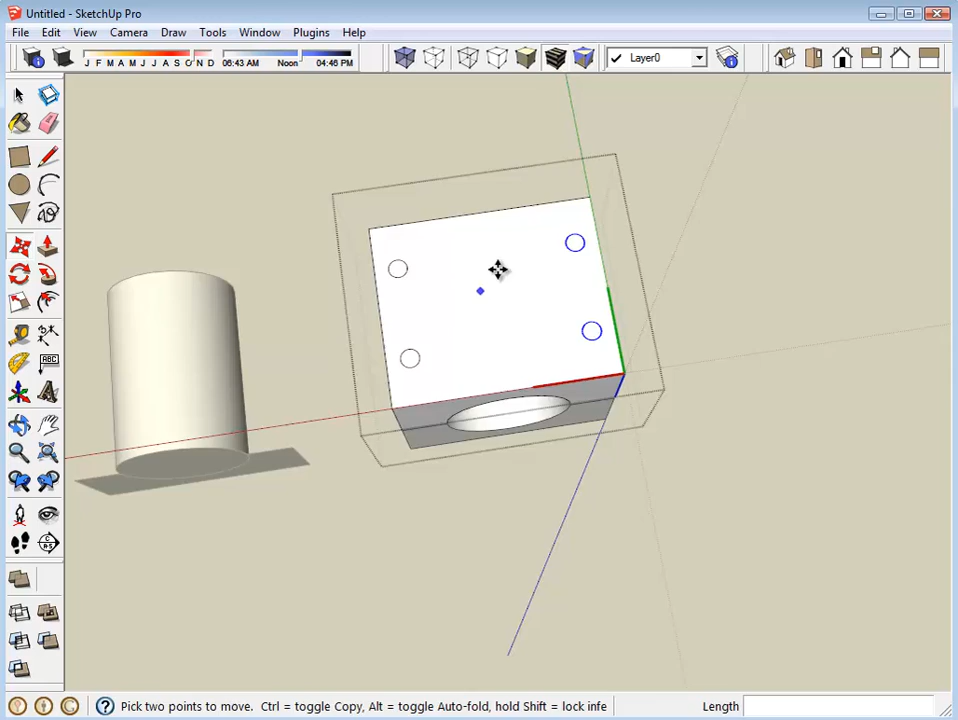 Untitled - SketchUp Pro
File Edit View Camera Draw Tools Window Plugins Help
J F M A M J J A S O N D 06:43 AM Noon 04:46 PM Layer0
ABC
Pick two points to move. Ctrl = toggle Copy, Alt = toggle Auto-fold, hold Shift = lock infe Length